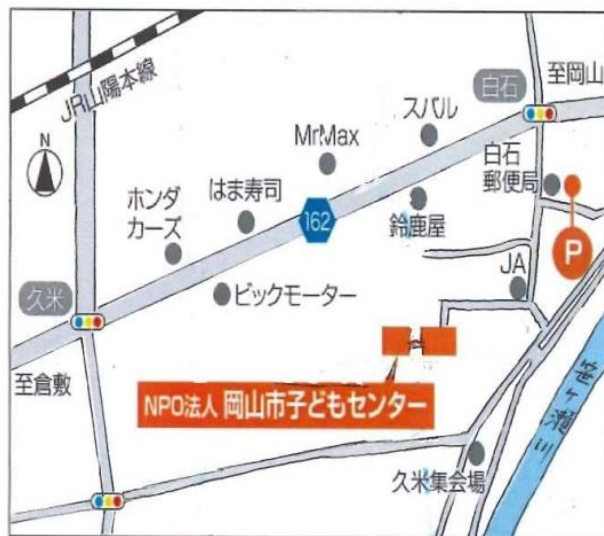 JR山陽本線
N
至岡山
白石
スバル
MrMax
白石
郵便局
P
はま寿司
ホンダ
カーズ
162
鈴鹿屋
JA
久米
ビックモーター
至倉敷
NPO法人 岡山市子どもセンター
笹ヶ瀬川
久米集会場